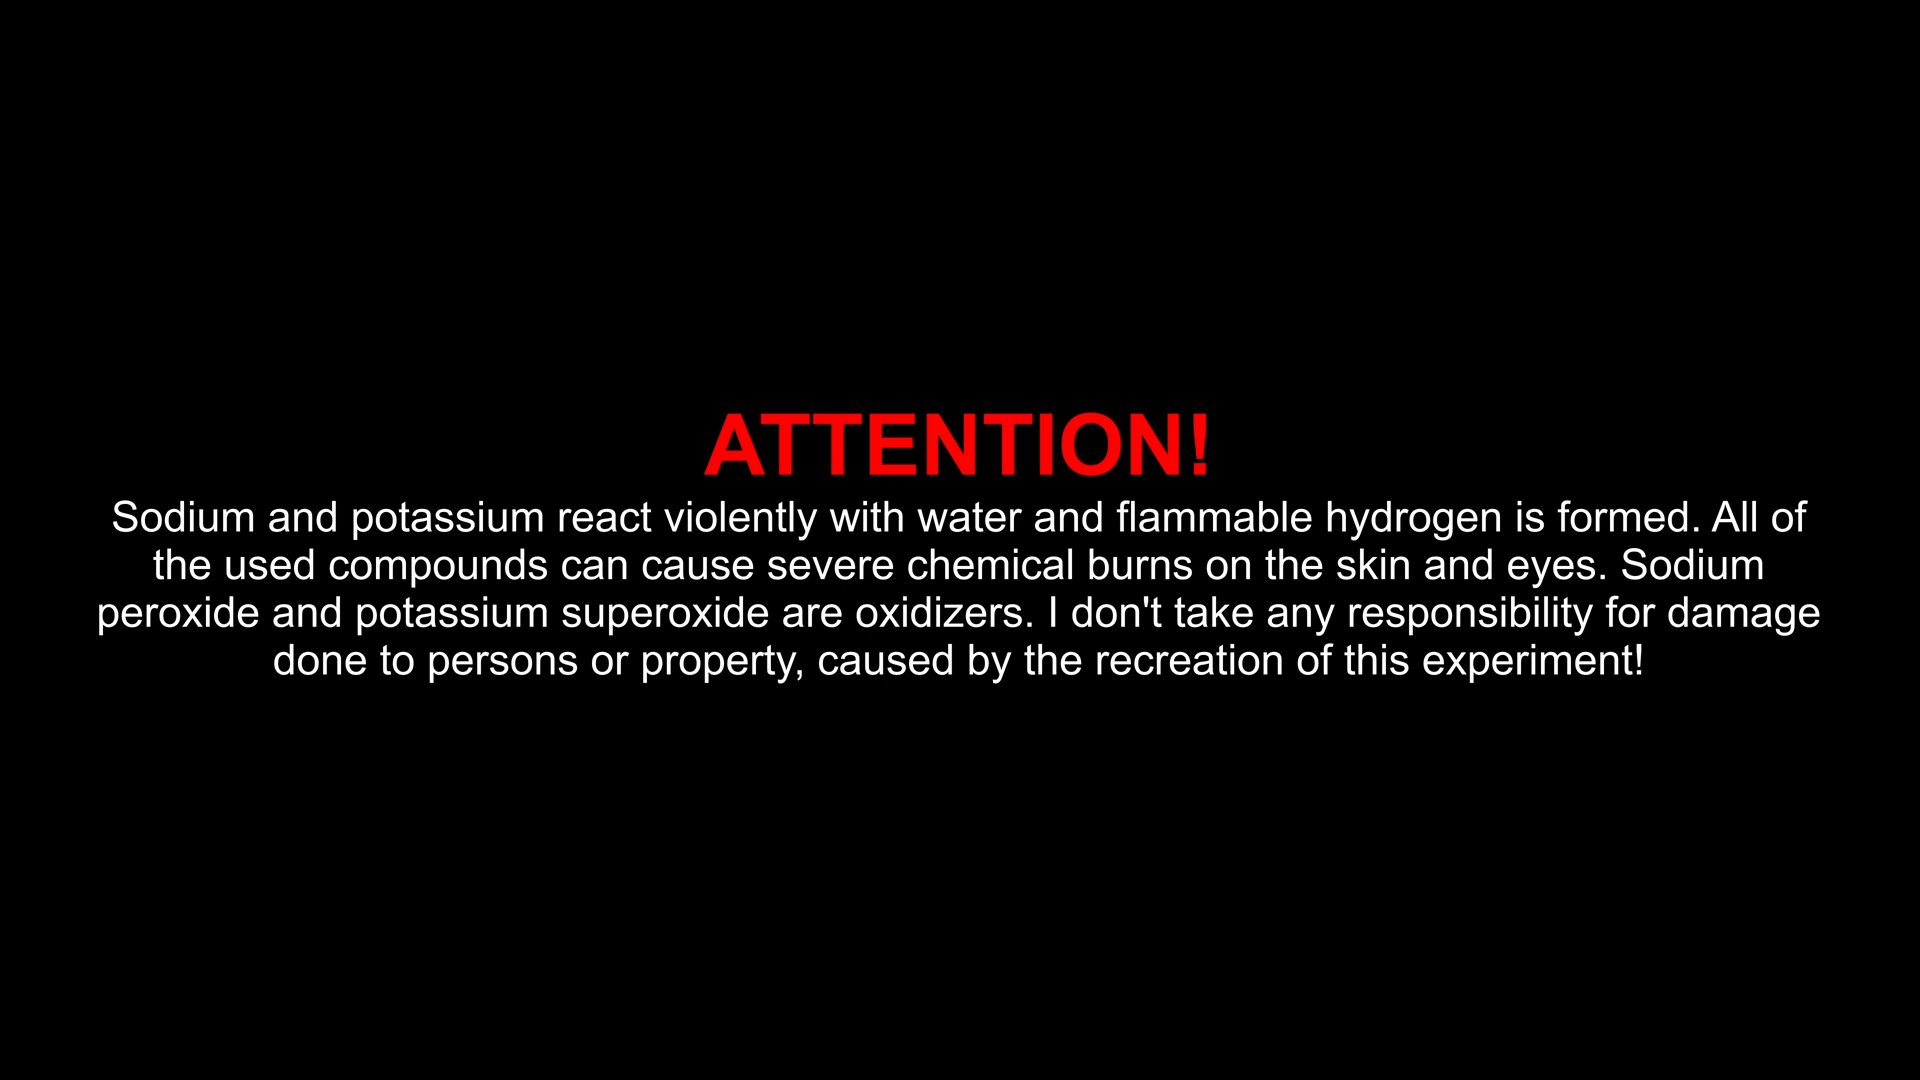 ATTENTION!
Sodium and potassium react violently with water and flammable hydrogen is formed. All of
the used compounds can cause severe chemical burns on the skin and eyes. Sodium
peroxide and potassium superoxide are oxidizers. I don't take any responsibility for damage
done to persons or property, caused by the recreation of this experiment!